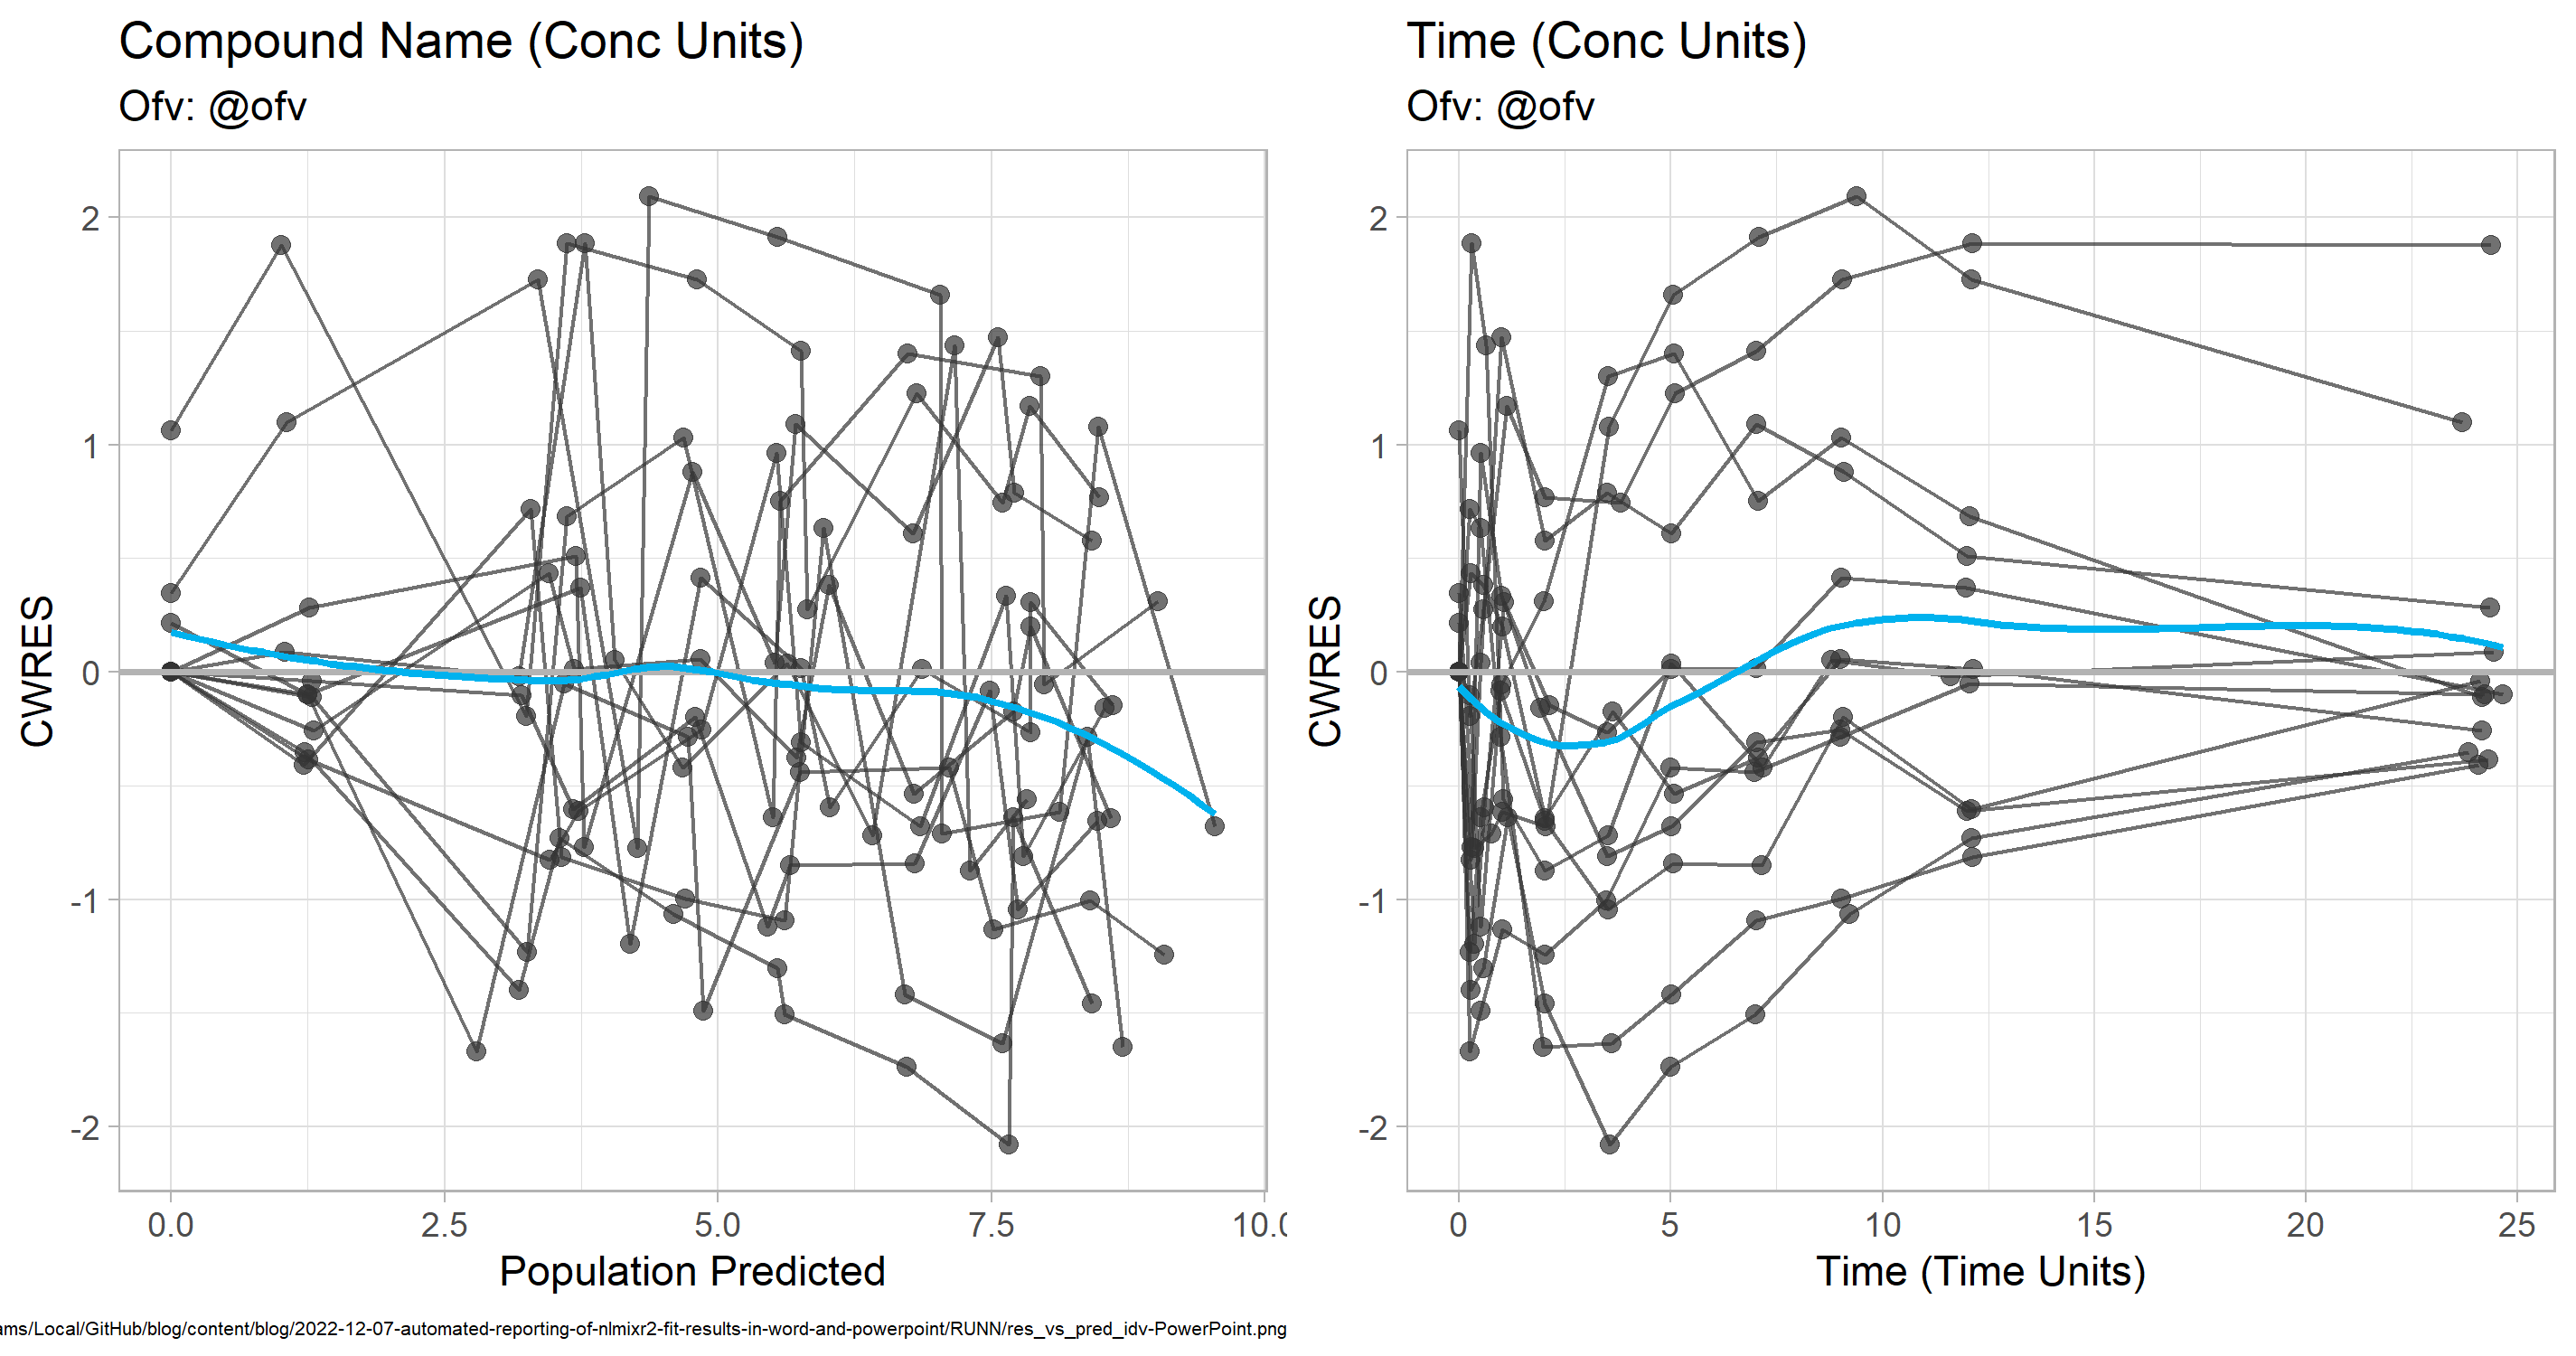 Compound Name (Conc Units)
Ofv: @ofv
CWRES
2
1
0
-1
-2
0.0
2.5
5.0
7.5
10.0
Population Predicted
Time (Conc Units)
Ofv: @ofv
CWRES
2
1
0
-1
-2
0
5
10
15
20
25
Time (Time Units)
ams/Local/GitHub/blog/content/blog/2022-12-07-automated-reporting-of-nlmixr2-fit-results-in-word-and-powerpoint/RUNN/res_vs_pred_idv-PowerPoint.png